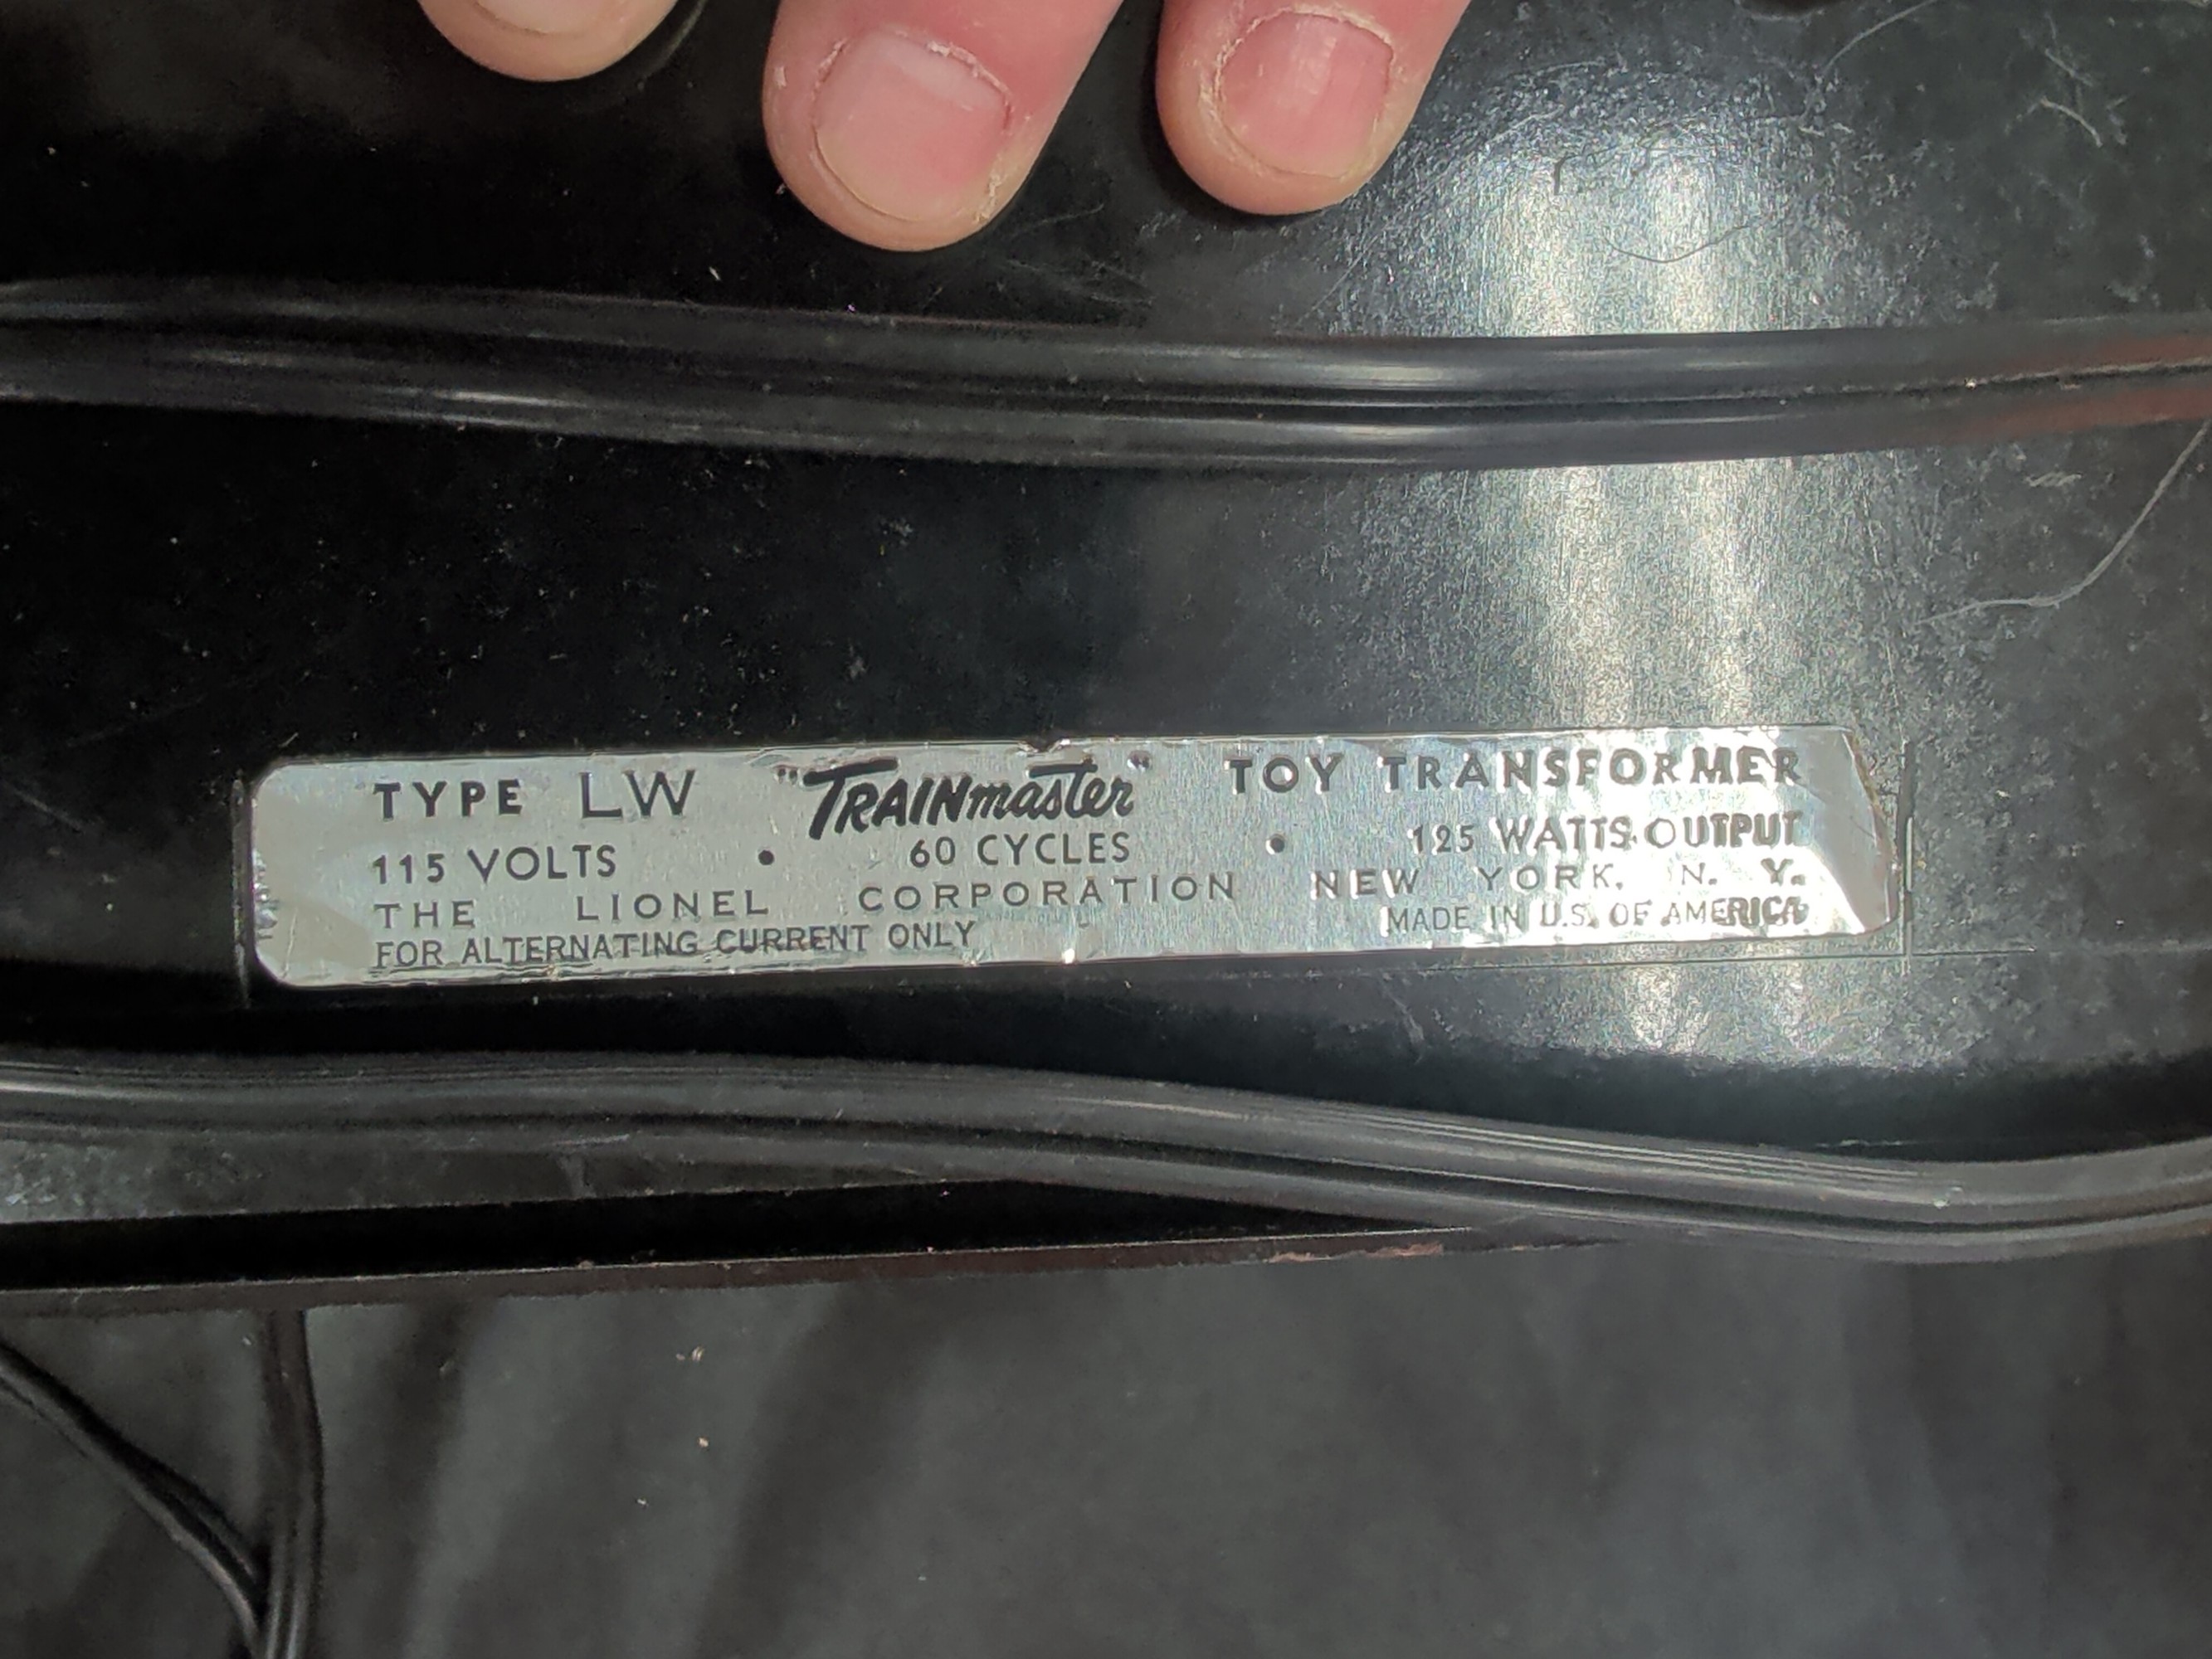 TYPE LW "TRAINmaster" TOY TRANSFORMER
115 VOLTS • 60 CYCLES • 125 WATTS OUTPUT
THE LIONEL CORPORATION NEW YORK, N. Y.
FOR ALTERNATING CURRENT ONLY MADE IN U.S. OF AMERICA